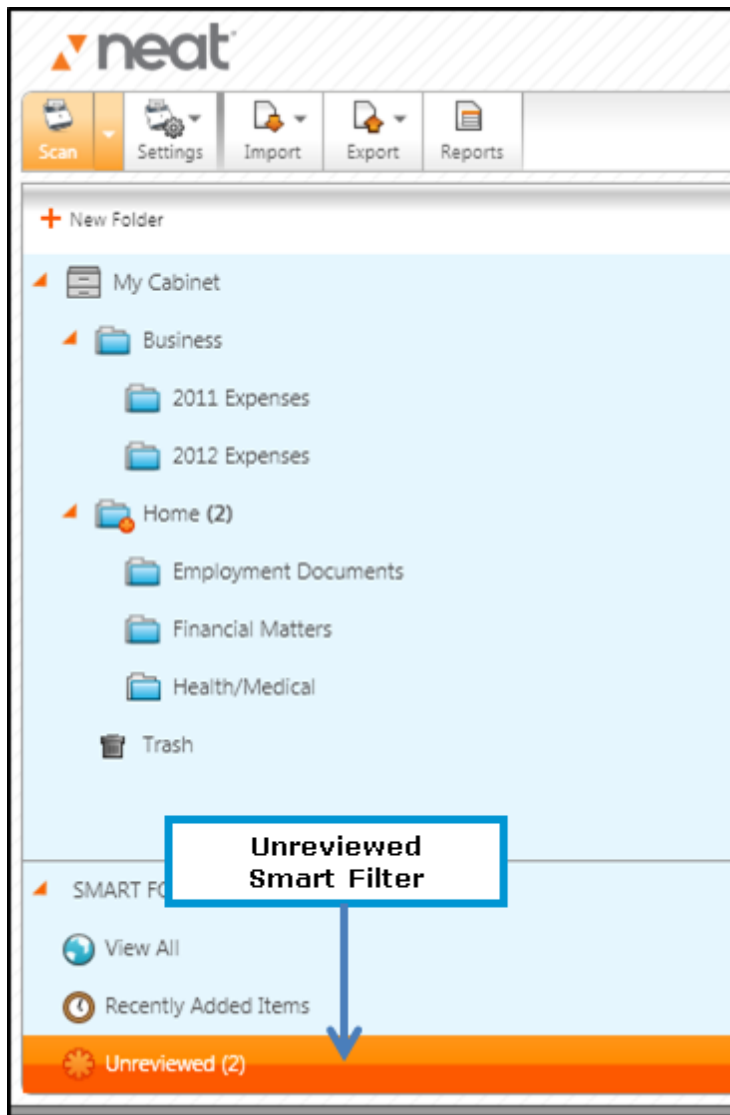 neat
Scan
Settings
Import
Export
Reports
New Folder
My Cabinet
Business
2011 Expenses
2012 Expenses
Home (2)
Employment Documents
Financial Matters
Health/Medical
Trash
Unreviewed
Smart Filter
SMART
View All
Recently Added Items
Unreviewed (2)